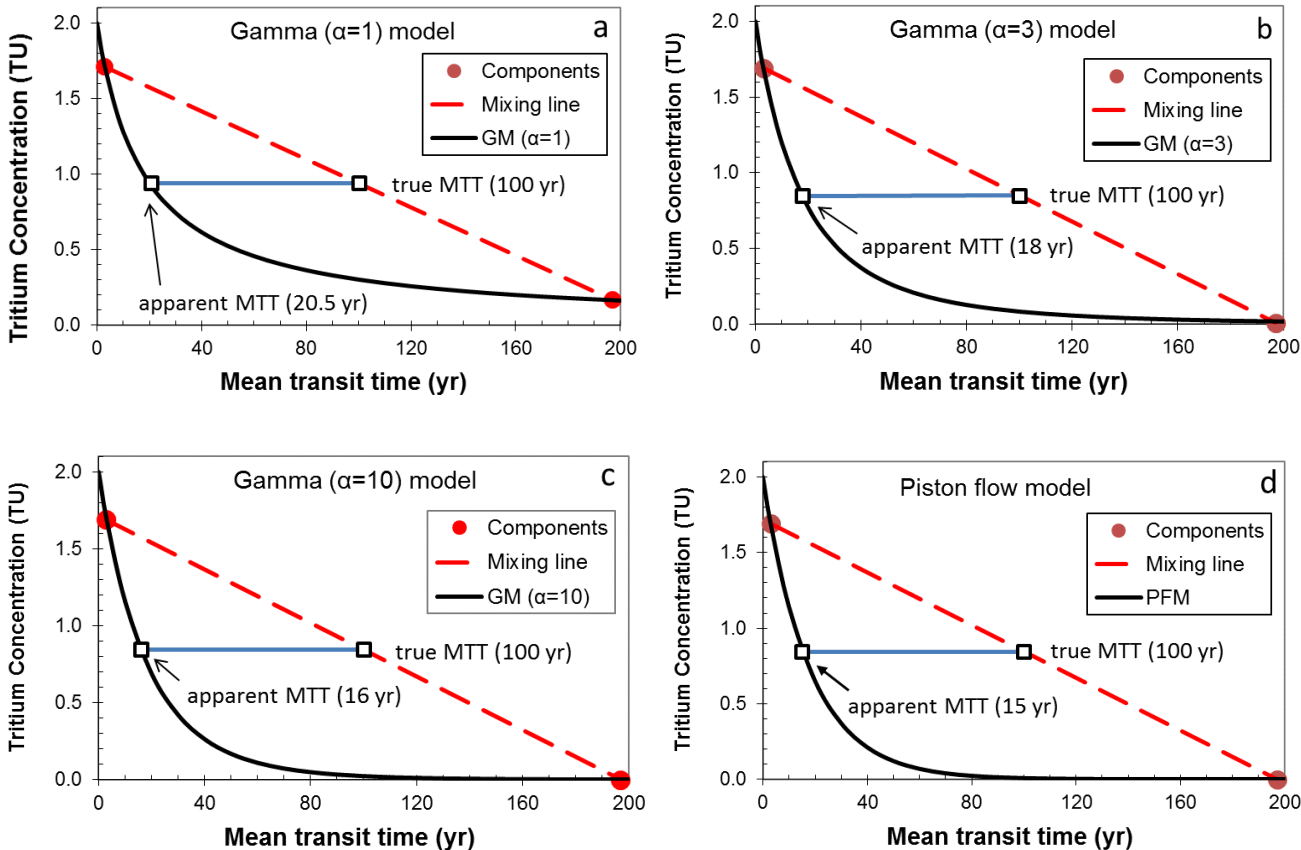 a
Gamma (α=1) model
Components
Mixing line
GM (α=1)
true MTT (100 yr)
apparent MTT (20.5 yr)
Tritium Concentration (TU)
2.0
1.5
1.0
0.5
0.0
0 40 80 120 160 200
Mean transit time (yr)
b
Gamma (α=3) model
Components
Mixing line
GM (α=3)
true MTT (100 yr)
apparent MTT (18 yr)
Tritium Concentration (TU)
2.0
1.5
1.0
0.5
0.0
0 40 80 120 160 200
Mean transit time (yr)
c
Gamma (α=10) model
Components
Mixing line
GM (α=10)
true MTT (100 yr)
apparent MTT (16 yr)
Tritium Concentration (TU)
2.0
1.5
1.0
0.5
0.0
0 40 80 120 160 200
Mean transit time (yr)
d
Piston flow model
Components
Mixing line
PFM
true MTT (100 yr)
apparent MTT (15 yr)
Tritium Concentration (TU)
2.0
1.5
1.0
0.5
0.0
0 40 80 120 160 200
Mean transit time (yr)